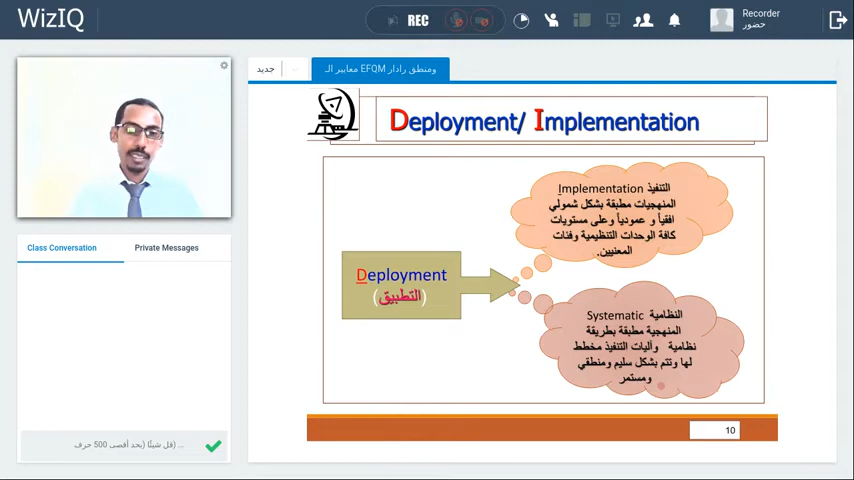 WizIQ
REC
Recorder
حضور
جديد
ومنطق رادار EFQM معايير الـ
Deployment/ Implementation
التنفيذ Implementation
المنهجيات مطبقة بشكل شمولي
افقياً و عمودياً وعلى مستويات
كافة الوحدات التنظيمية وفئات
المعنيين.
Deployment
(التطبيق)
النظامية Systematic
المنهجية مطبقة بطريقة
نظامية وآليات التنفيذ مخطط
لها وتتم بشكل سليم ومنطقي
ومستمر
10
Class Conversation
Private Messages
... (قل شيئًا (بحد أقصى 500 حرف